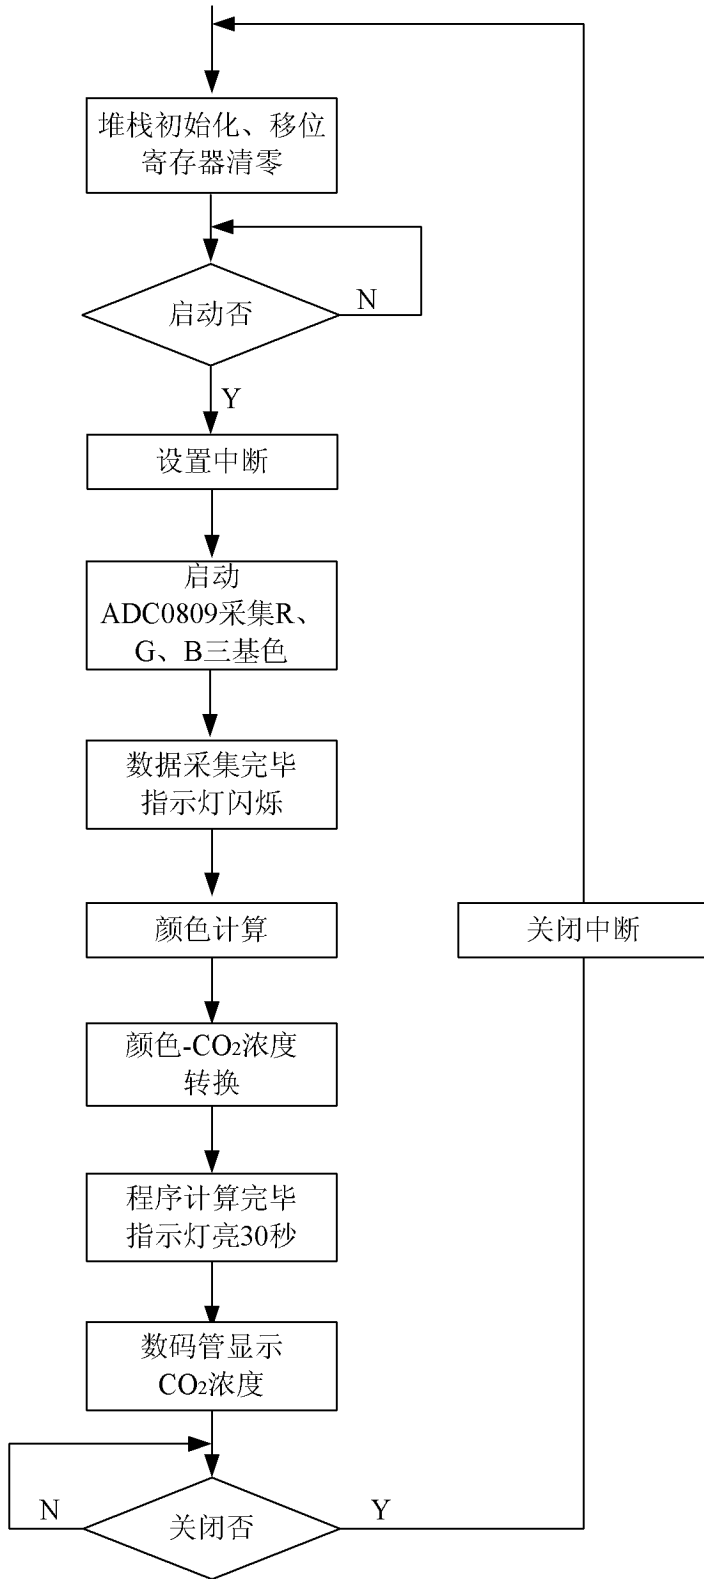 堆栈初始化、移位
寄存器清零
启动否
N
Y
设置中断
启动
ADC0809采集R、
G、B三基色
数据采集完毕
指示灯闪烁
颜色计算
关闭中断
颜色-CO₂浓度
转换
程序计算完毕
指示灯亮30秒
数码管显示
CO₂浓度
N
关闭否
Y